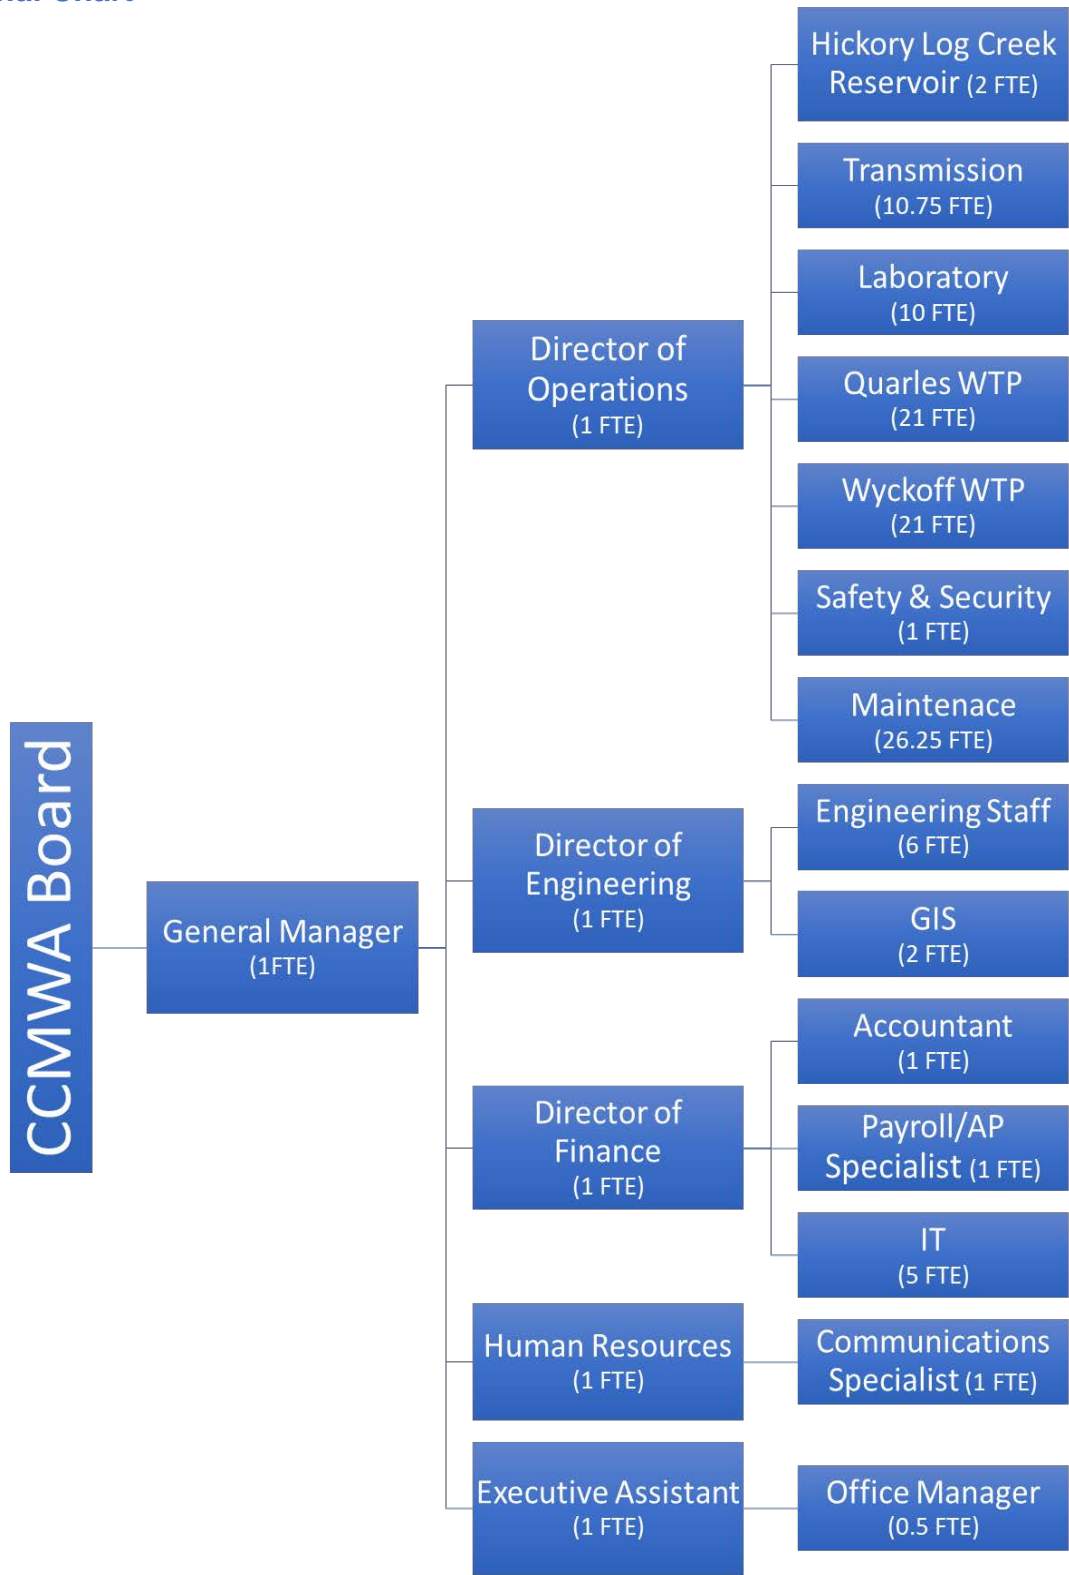 CCMWA Board
General Manager
(1FTE)
Director of
Operations
(1 FTE)
Hickory Log Creek
Reservoir (2 FTE)
Transmission
(10.75 FTE)
Laboratory
(10 FTE)
Quarles WTP
(21 FTE)
Wyckoff WTP
(21 FTE)
Safety & Security
(1 FTE)
Maintenace
(26.25 FTE)
Director of
Engineering
(1 FTE)
Engineering Staff
(6 FTE)
GIS
(2 FTE)
Director of
Finance
(1 FTE)
Accountant
(1 FTE)
Payroll/AP
Specialist (1 FTE)
IT
(5 FTE)
Human Resources
(1 FTE)
Communications
Specialist (1 FTE)
Executive Assistant
(1 FTE)
Office Manager
(0.5 FTE)